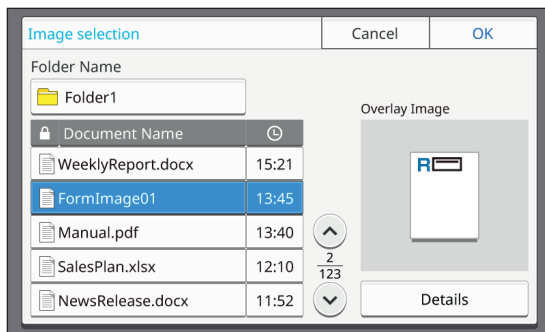 Image selection
Cancel
OK
Folder Name
Folder1
Overlay Image
Document Name
WeeklyReport.docx 15:21
FormImage01 13:45
Manual.pdf 13:40
SalesPlan.xlsx 12:10
NewsRelease.docx 11:52
2
123
R
Details